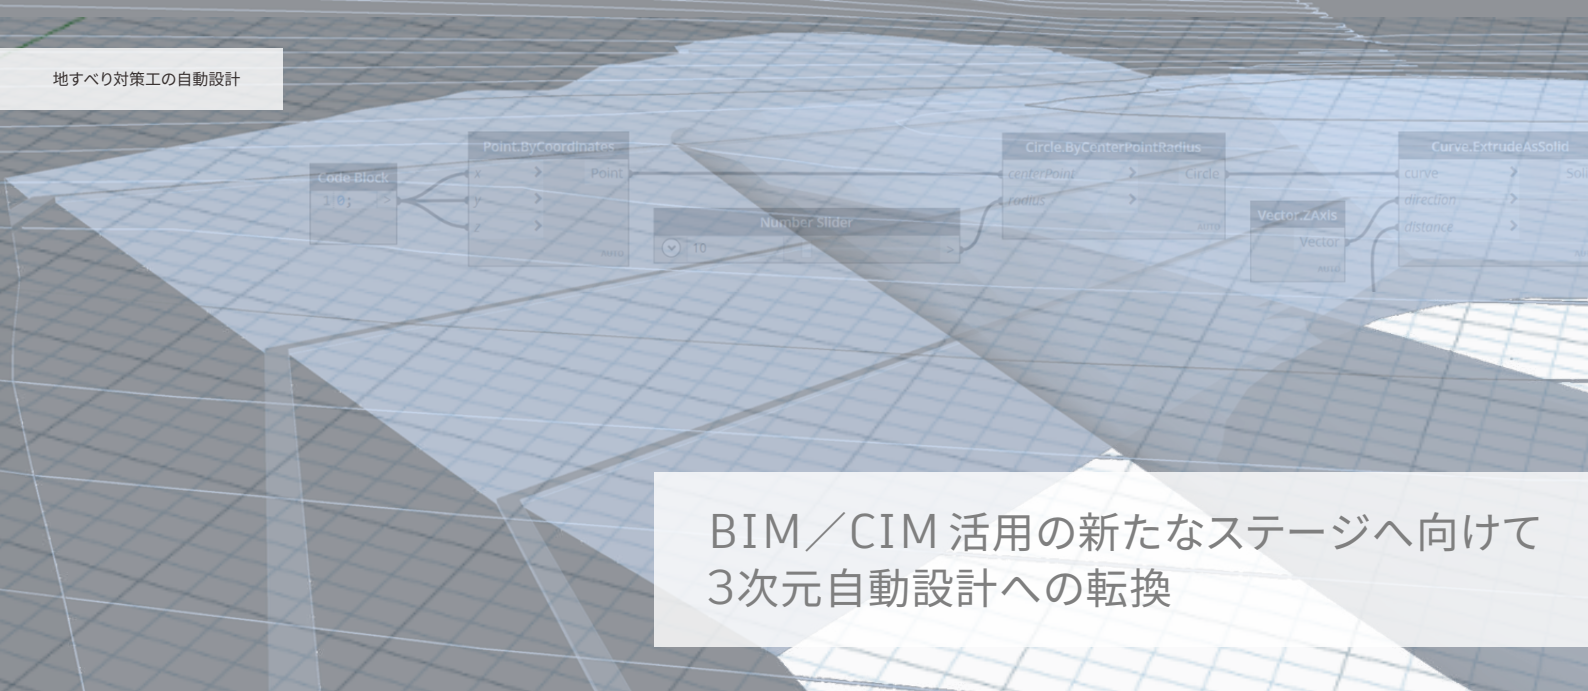 地すべり対策工の自動設計
Point.ByCoordinates
Circle.ByCenterPointRadius
Curve.ExtrudeAsSolid
Code Block
x > Point
centerPoint > Circle
curve >
1 0; >
y >
radius >
direction >
z >
Number Slider
Vector.ZAxis
distance >
10 >
Vector
AUTO
AUTO
AUTO
BIM／CIM 活用の新たなステージへ向けて
3次元自動設計への転換